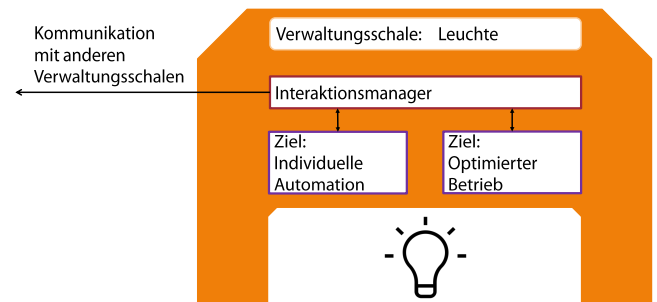 Kommunikation
mit anderen
Verwaltungsschalen
Verwaltungsschale: Leuchte
Interaktionsmanager
Ziel:
Individuelle
Automation
Ziel:
Optimierter
Betrieb